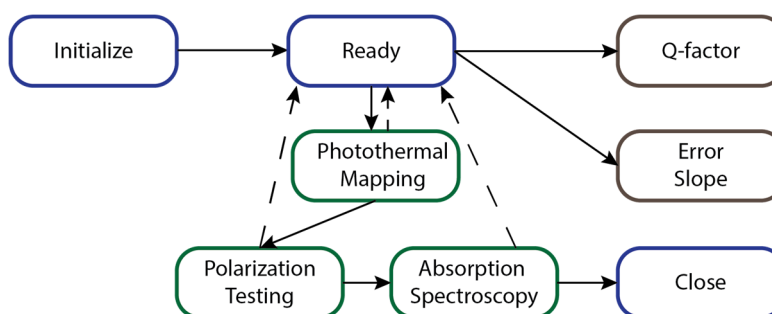 Initialize
Ready
Q-factor
Photothermal
Mapping
Error
Slope
Polarization
Testing
Absorption
Spectroscopy
Close